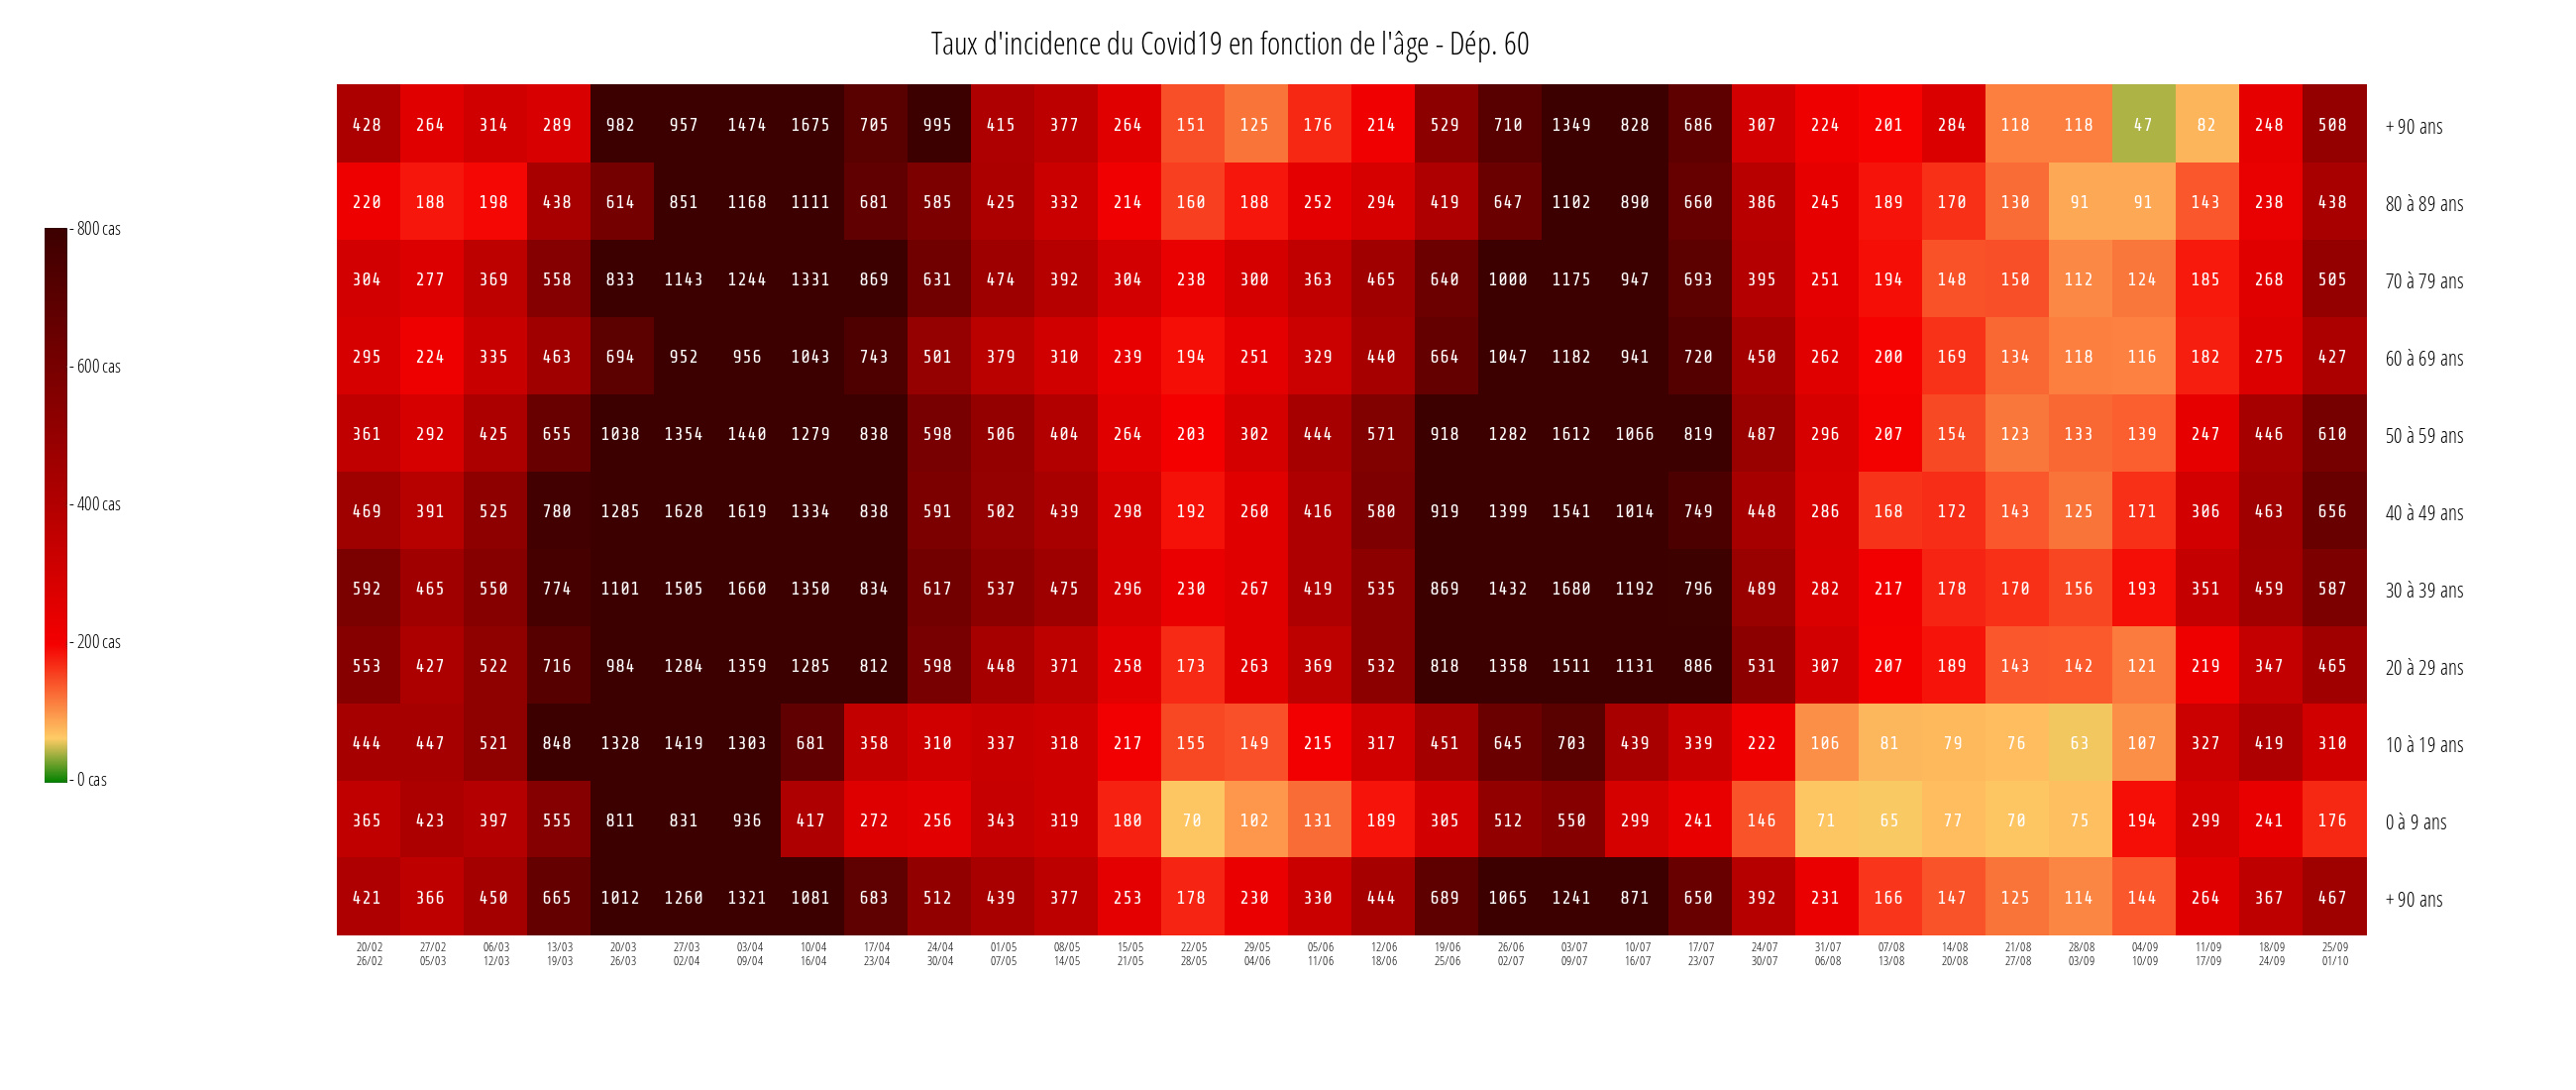 Taux d'incidence du Covid19 en fonction de l'âge - Dép. 60
- 800 cas
- 600 cas
- 400 cas
- 200 cas
- 0 cas
428 264 314 289 982 957 1474 1675 705 995 415 377 264 151 125 176 214 529 710 1349 828 686 307 224 201 284 118 118 47 82 248 508 + 90 ans
220 188 198 438 614 851 1168 1111 681 585 425 332 214 160 188 252 294 419 647 1102 890 660 386 245 189 170 130 91 91 143 238 438 80 à 89 ans
304 277 369 558 833 1143 1244 1331 869 631 474 392 304 238 300 363 465 640 1000 1175 947 693 395 251 194 148 150 112 124 185 268 505 70 à 79 ans
295 224 335 463 694 952 956 1043 743 501 379 310 239 194 251 329 440 664 1047 1182 941 720 450 262 200 169 134 118 116 182 275 427 60 à 69 ans
361 292 425 655 1038 1354 1440 1279 838 598 506 404 264 203 302 444 571 918 1282 1612 1066 819 487 296 207 154 123 133 139 247 446 610 50 à 59 ans
469 391 525 780 1285 1628 1619 1334 838 591 502 439 298 192 260 416 580 919 1399 1541 1014 749 448 286 168 172 143 125 171 306 463 656 40 à 49 ans
592 465 550 774 1101 1505 1660 1350 834 617 537 475 296 230 267 419 535 869 1432 1680 1192 796 489 282 217 178 170 156 193 351 459 587 30 à 39 ans
553 427 522 716 984 1284 1359 1285 812 598 448 371 258 173 263 369 532 818 1358 1511 1131 886 531 307 207 189 143 142 121 219 347 465 20 à 29 ans
444 447 521 848 1328 1419 1303 681 358 310 337 318 217 155 149 215 317 451 645 703 439 339 222 106 81 79 76 63 107 327 419 310 10 à 19 ans
365 423 397 555 811 831 936 417 272 256 343 319 180 70 102 131 189 305 512 550 299 241 146 71 65 77 70 75 194 299 241 176 0 à 9 ans
421 366 450 665 1012 1260 1321 1081 683 512 439 377 253 178 230 330 444 689 1065 1241 871 650 392 231 166 147 125 114 144 264 367 467 + 90 ans
20/02 27/02 06/03 13/03 20/03 27/03 03/04 10/04 17/04 24/04 01/05 08/05 15/05 22/05 29/05 05/06 12/06 19/06 26/06 03/07 10/07 17/07 24/07 31/07 07/08 14/08 21/08 28/08 04/09 11/09 18/09 25/09
26/02 05/03 12/03 19/03 26/03 02/04 09/04 16/04 23/04 30/04 07/05 14/05 21/05 28/05 04/06 11/06 18/06 25/06 02/07 09/07 16/07 23/07 30/07 06/08 13/08 20/08 27/08 03/09 10/09 17/09 24/09 01/10